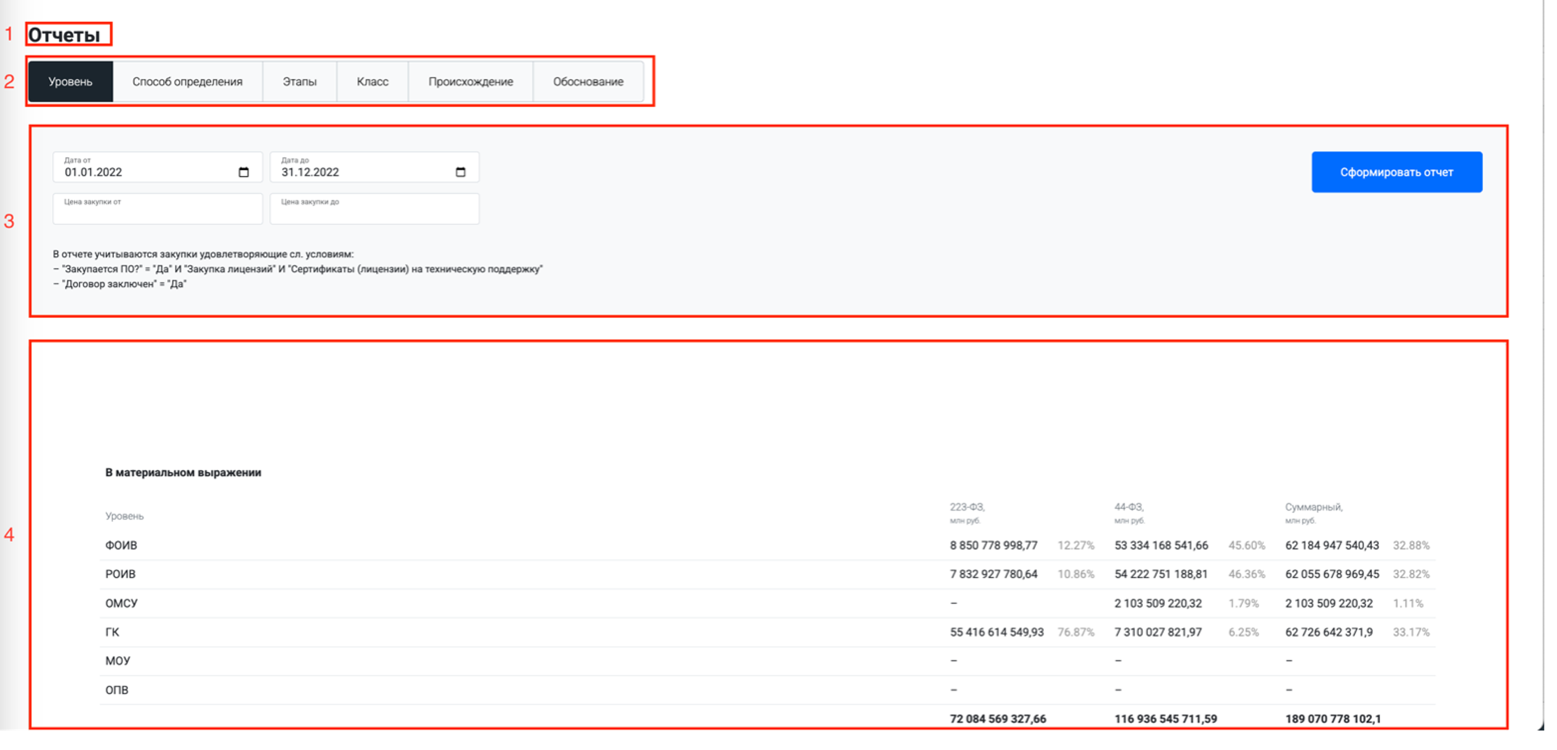 1 Отчеты
2 Уровень Способ определения Этапы Класс Происхождение Обоснование
Дата от Дата до
01.01.2022 31.12.2022 Сформировать отчет
Цена закупки от Цена закупки до
3
В отчете учитываются закупки удовлетворяющие сл. условиям:
– "Закупается ПО?" = "Да" И "Закупка лицензий" И "Сертификаты (лицензии) на техническую поддержку"
– "Договор заключен" = "Да"
В материальном выражении
Уровень 223-ФЗ, млн руб. 44-ФЗ, млн руб. Суммарный, млн руб.
4
ФОИВ 8 850 778 998,77 12.27% 53 334 168 541,66 45.60% 62 184 947 540,43 32.88%
РОИВ 7 832 927 780,64 10.86% 54 222 751 188,81 46.36% 62 055 678 969,45 32.82%
ОМСУ – 2 103 509 220,32 1.79% 2 103 509 220,32 1.11%
ГК 55 416 614 549,93 76.87% 7 310 027 821,97 6.25% 62 726 642 371,9 33.17%
МОУ – – –
ОПВ – – –
72 084 569 327,66 116 936 545 711,59 189 070 778 102,1